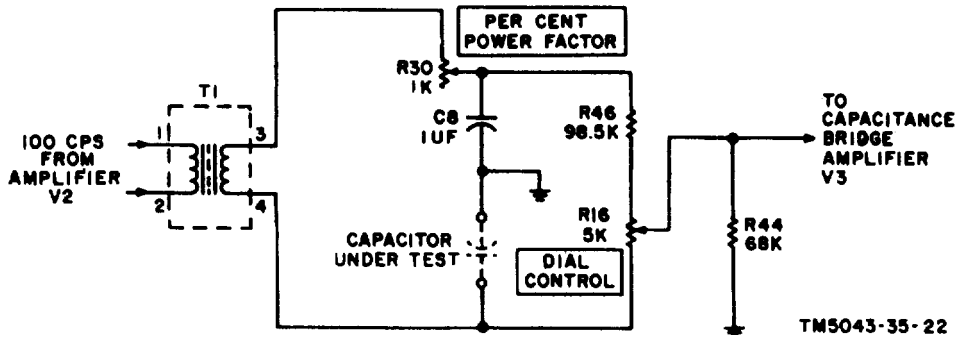 PER CENT
POWER FACTOR
R30
1K
T1
C8
1UF
R46
98.5K
TO
CAPACITANCE
BRIDGE
AMPLIFIER
V3
100 CPS
FROM
AMPLIFIER
V2
1
2
3
4
CAPACITOR
UNDER TEST
R16
5K
DIAL
CONTROL
R44
68K
TM5043-35-22